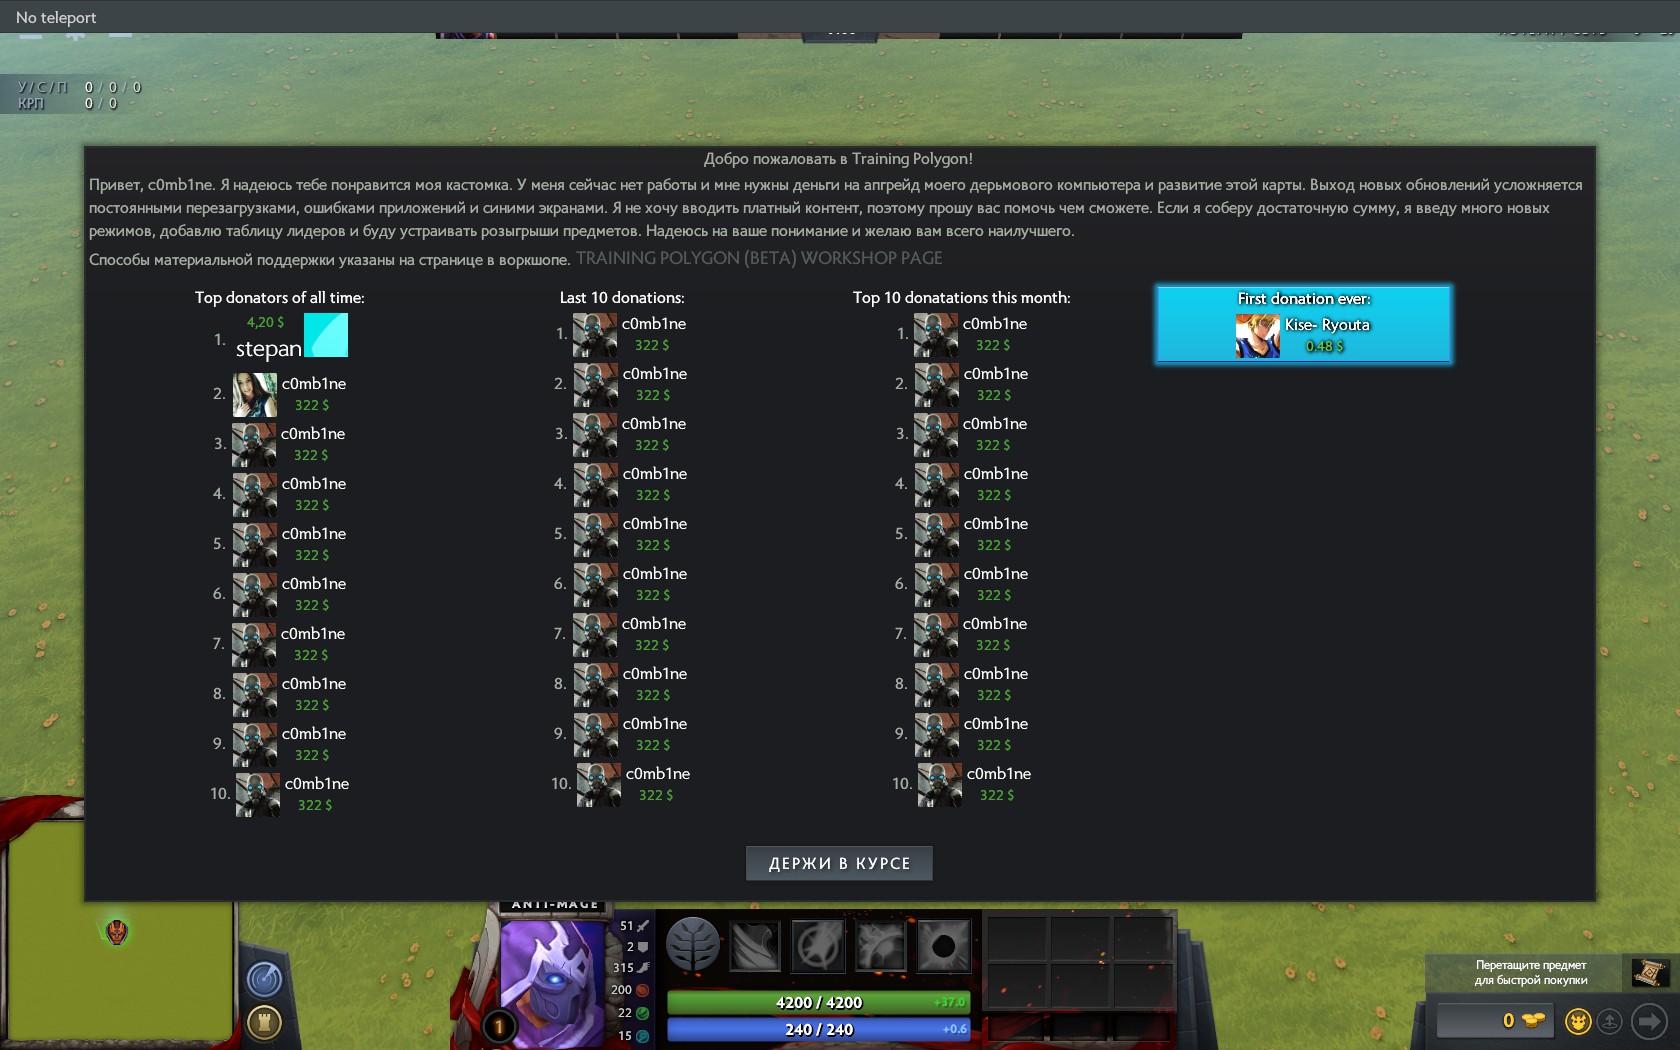 No teleport
У/С/П 0 / 0 / 0
КРП 0 / 0
Добро пожаловать в Training Polygon!
Привет, c0mb1ne. Я надеюсь тебе понравится моя кастомка. У меня сейчас нет работы и мне нужны деньги на апгрейд моего дерьмового компьютера и развитие этой карты. Выход новых обновлений усложняется
постоянными перезагрузками, ошибками приложений и синими экранами. Я не хочу вводить платный контент, поэтому прошу вас помочь чем сможете. Если я соберу достаточную сумму, я введу много новых
режимов, добавлю таблицу лидеров и буду устраивать розыгрыши предметов. Надеюсь на ваше понимание и желаю вам всего наилучшего.
Способы материальной поддержки указаны на странице в воркшопе. TRAINING POLYGON (BETA) WORKSHOP PAGE
Top donators of all time:
1. 4,20 $
stepan
2. c0mb1ne
322 $
3. c0mb1ne
322 $
4. c0mb1ne
322 $
5. c0mb1ne
322 $
6. c0mb1ne
322 $
7. c0mb1ne
322 $
8. c0mb1ne
322 $
9. c0mb1ne
322 $
10. c0mb1ne
322 $
Last 10 donations:
1. c0mb1ne
322 $
2. c0mb1ne
322 $
3. c0mb1ne
322 $
4. c0mb1ne
322 $
5. c0mb1ne
322 $
6. c0mb1ne
322 $
7. c0mb1ne
322 $
8. c0mb1ne
322 $
9. c0mb1ne
322 $
10. c0mb1ne
322 $
Top 10 donatations this month:
1. c0mb1ne
322 $
2. c0mb1ne
322 $
3. c0mb1ne
322 $
4. c0mb1ne
322 $
5. c0mb1ne
322 $
6. c0mb1ne
322 $
7. c0mb1ne
322 $
8. c0mb1ne
322 $
9. c0mb1ne
322 $
10. c0mb1ne
322 $
First donation ever:
Kise- Ryouta
0.48 $
ДЕРЖИ В КУРСЕ
ANTI-MAGE
51
2
315
200
22
15
1
4200 / 4200 +37.0
240 / 240 +0.6
Перетащите предмет
для быстрой покупки
0